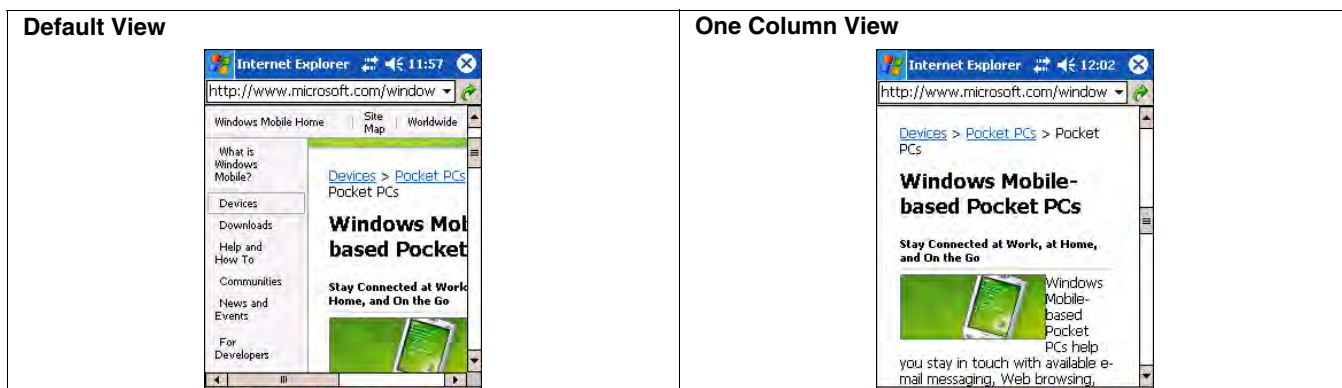 Default View
Internet Explorer 11:57
http://www.microsoft.com/window
Windows Mobile Home | Site Map | Worldwide
What is
Windows
Mobile?
Devices
Downloads
Help and
How To
Communities
News and
Events
For
Developers
Devices > Pocket PCs
Pocket PCs
Windows Mob
based Pocket
Stay Connected at Work
Home, and On the Go
One Column View
Internet Explorer 12:02
http://www.microsoft.com/window
Devices > Pocket PCs > Pocket
PCs
Windows Mobile-
based Pocket PCs
Stay Connected at Work, at Home,
and On the Go
Windows
Mobile-
based
Pocket
PCs help
you stay in touch with available e-
mail messaging, Web browsing,